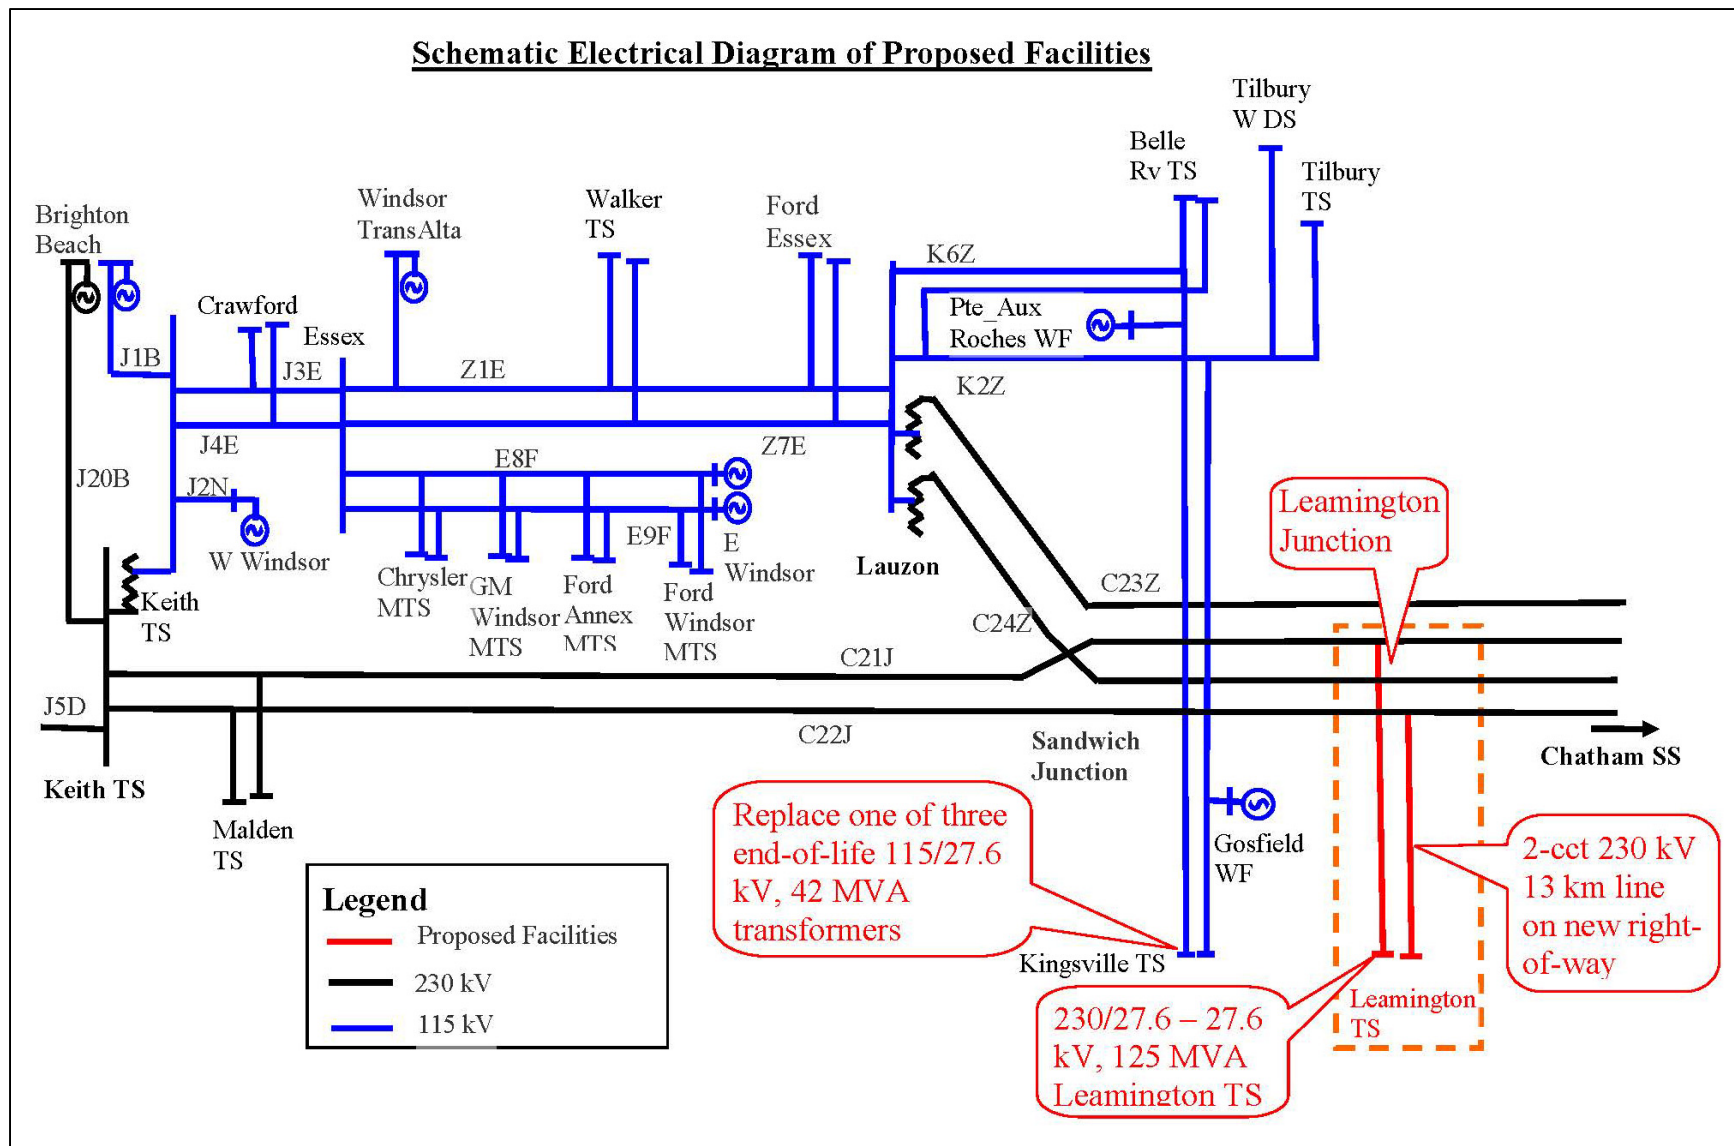 Schematic Electrical Diagram of Proposed Facilities
Tilbury
W DS
Belle
Rv TS
Tilbury
TS
Windsor
TransAlta
Walker
TS
Ford
Essex
Brighton
Beach
K6Z
Crawford
Essex
Pte_Aux
Roches WF
J1B
J3E
Z1E
K2Z
J4E
Z7E
E8F
J20B
J2N
Leamington
Junction
E9F
E
Windsor
W Windsor
Lauzon
Chrysler
MTS
GM
Windsor
MTS
Ford
Annex
MTS
Ford
Windsor
MTS
Keith
TS
C23Z
C24Z
C21J
J5D
C22J
Sandwich
Junction
Chatham SS
Keith TS
Malden
TS
Replace one of three
end-of-life 115/27.6
kV, 42 MVA
transformers
Gosfield
WF
2-cct 230 kV
13 km line
on new right-
of-way
Legend
Proposed Facilities
230 kV
115 kV
Kingsville TS
Leamington
TS
230/27.6 – 27.6
kV, 125 MVA
Leamington TS